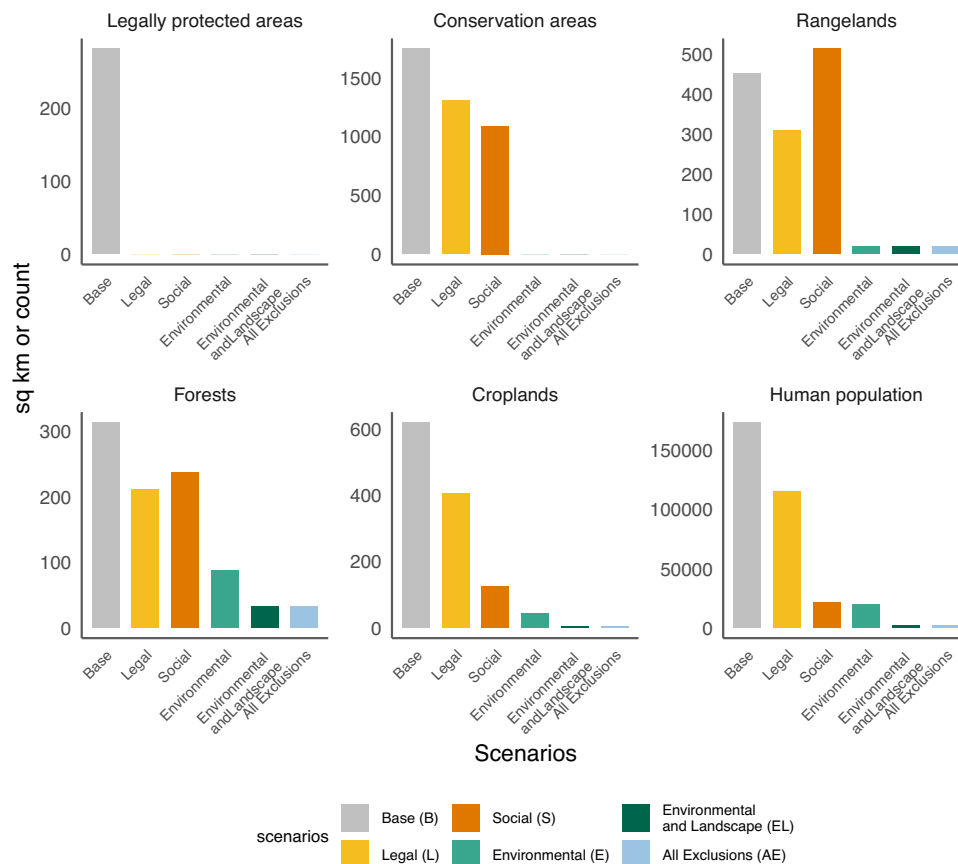 Legally protected areas
Conservation areas
Rangelands
200
100
0
1500
1000
500
0
500
400
300
200
100
0
Base
Legal
Social
Environmental
Environmental
andLandscape
All Exclusions
Base
Legal
Social
Environmental
Environmental
andLandscape
All Exclusions
Base
Legal
Social
Environmental
Environmental
andLandscape
All Exclusions
sq km or count
Forests
Croplands
Human population
300
200
100
0
600
400
200
0
150000
100000
50000
0
Base
Legal
Social
Environmental
Environmental
andLandscape
All Exclusions
Base
Legal
Social
Environmental
Environmental
andLandscape
All Exclusions
Base
Legal
Social
Environmental
Environmental
andLandscape
All Exclusions
Scenarios
scenarios
Base (B)
Legal (L)
Social (S)
Environmental (E)
Environmental
and Landscape (EL)
All Exclusions (AE)